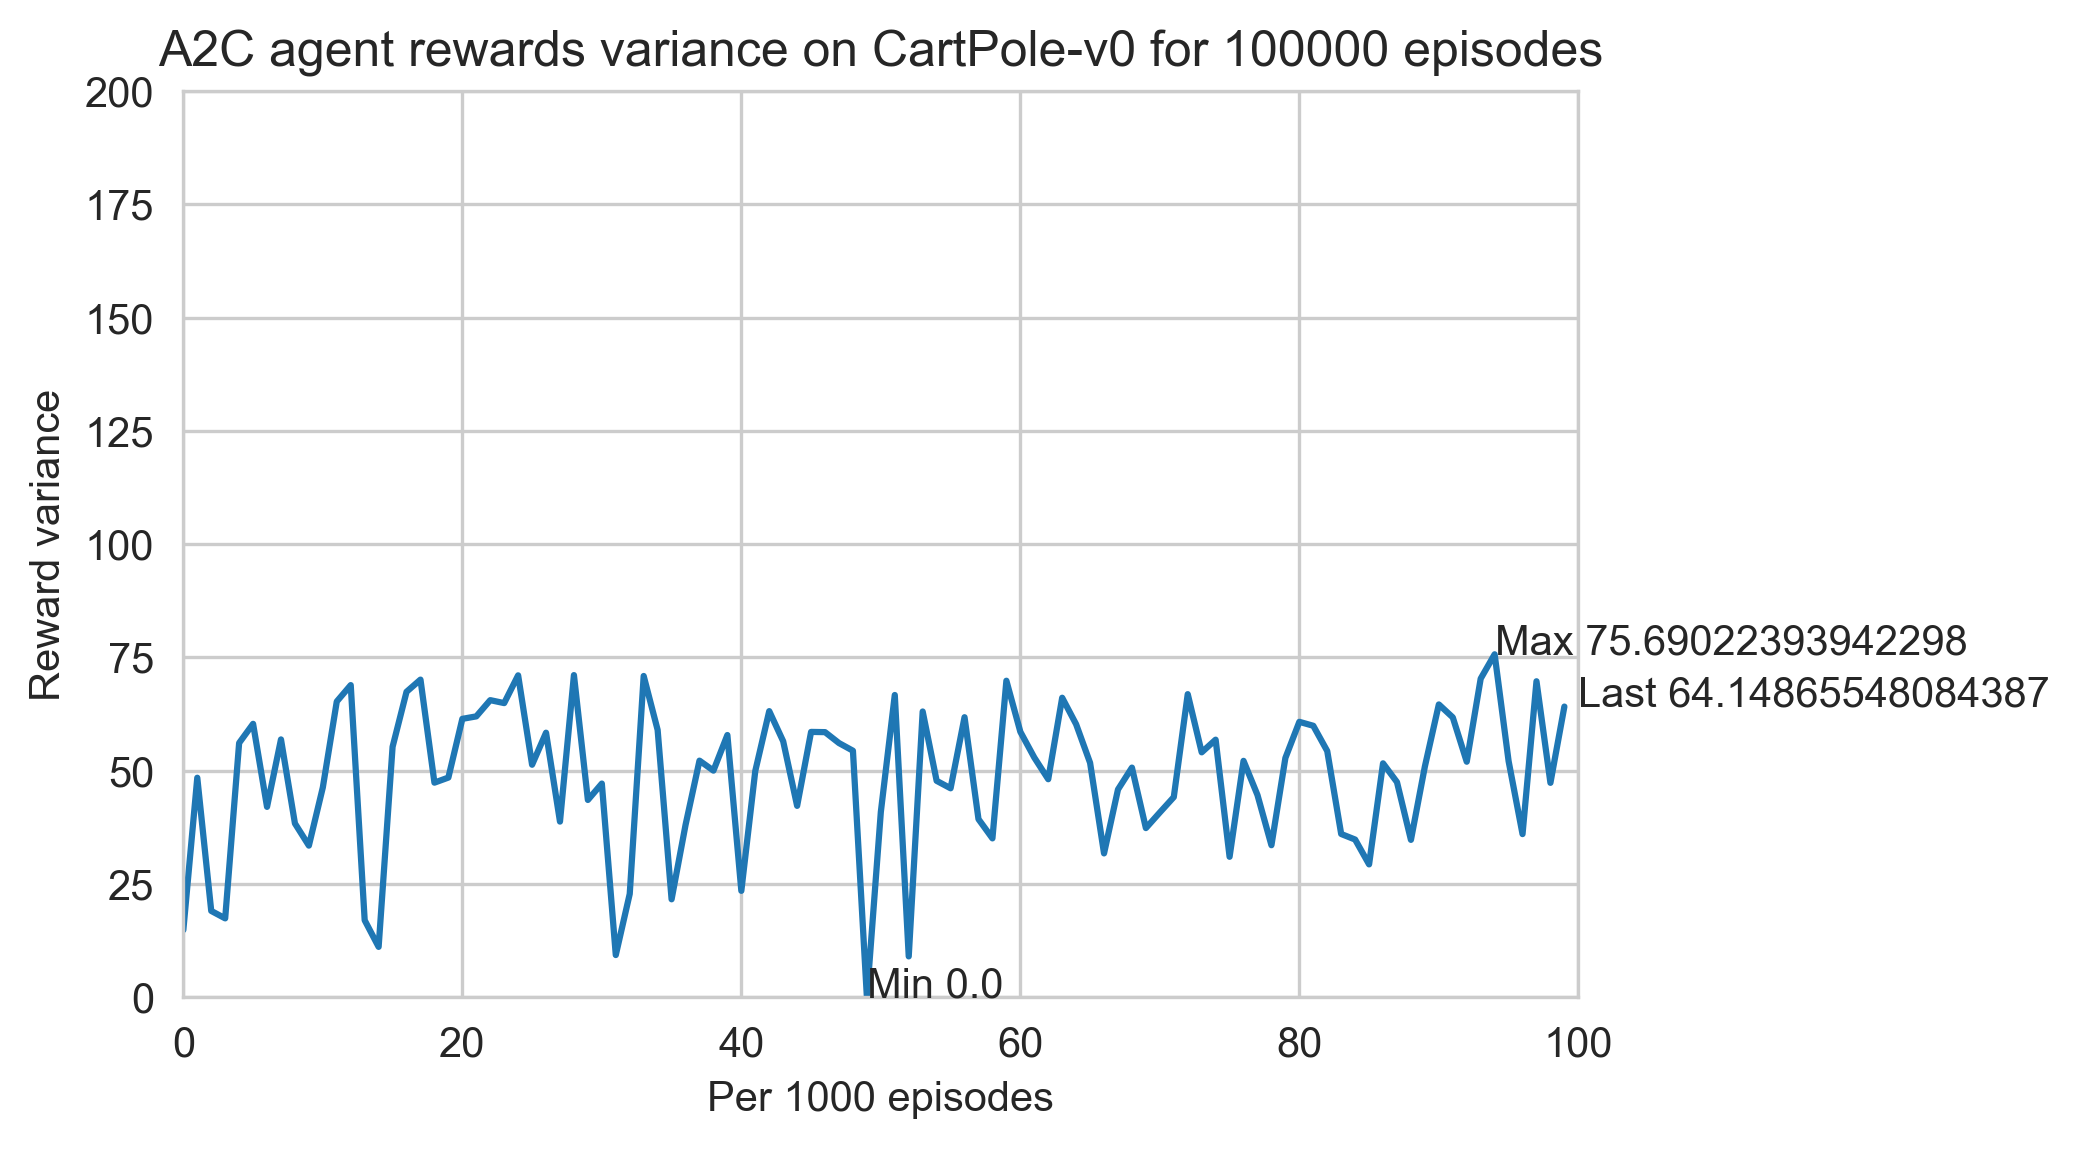 A2C agent rewards variance on CartPole-v0 for 100000 episodes
200
175
150
125
100
75
50
25
0
Reward variance
Max 75.69022393942298
Last 64.14865548084387
Min 0.0
0 20 40 60 80 100
Per 1000 episodes